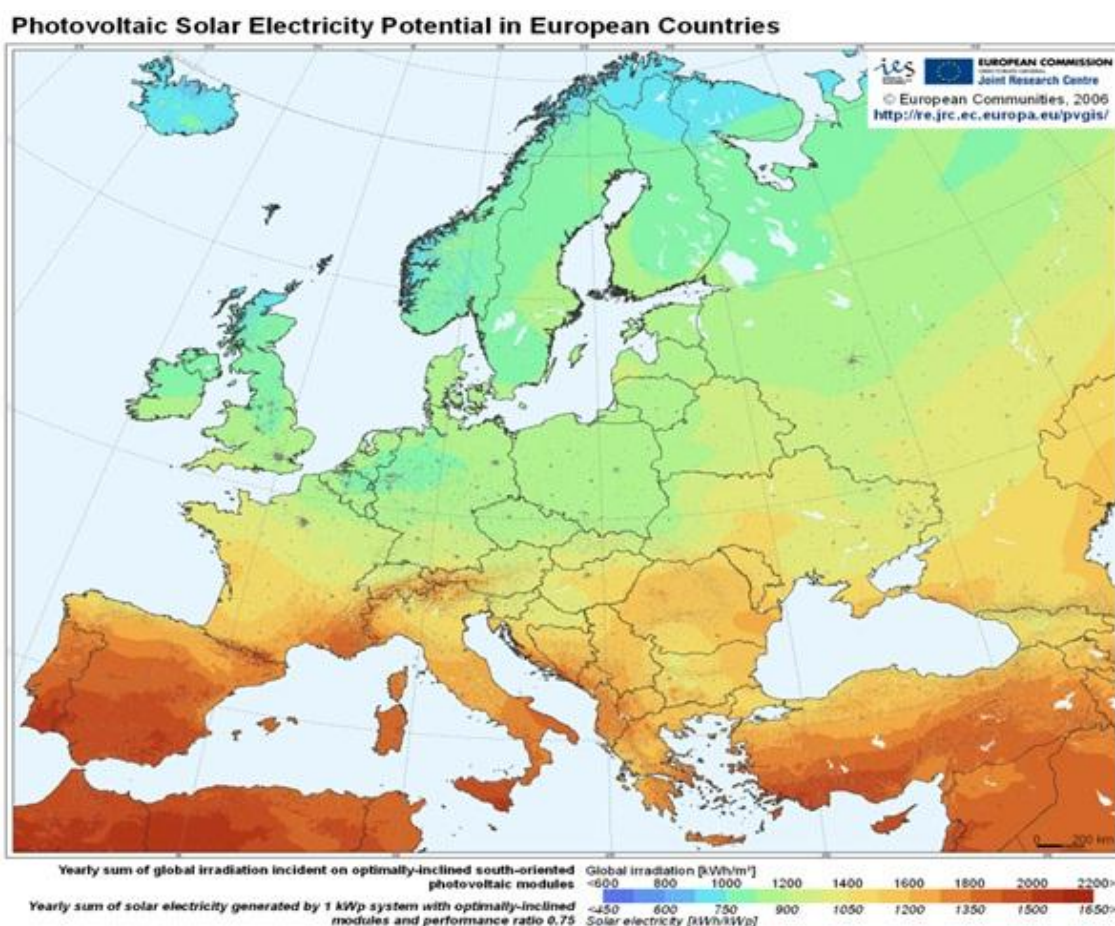 Photovoltaic Solar Electricity Potential in European Countries
ies
EUROPEAN COMMISSION
Joint Research Centre
© European Communities, 2006
http://re.jrc.ec.europa.eu/pvgis/
0 200 km
Yearly sum of global irradiation incident on optimally-inclined south-oriented
photovoltaic modules
Yearly sum of solar electricity generated by 1 kWp system with optimally-inclined
modules and performance ratio 0.75
Global irradiation [kWh/m²]
<600 800 1000 1200 1400 1600 1800 2000 2200>
<450 600 750 900 1050 1200 1350 1500 1650>
Solar electricity [kWh/kWp]